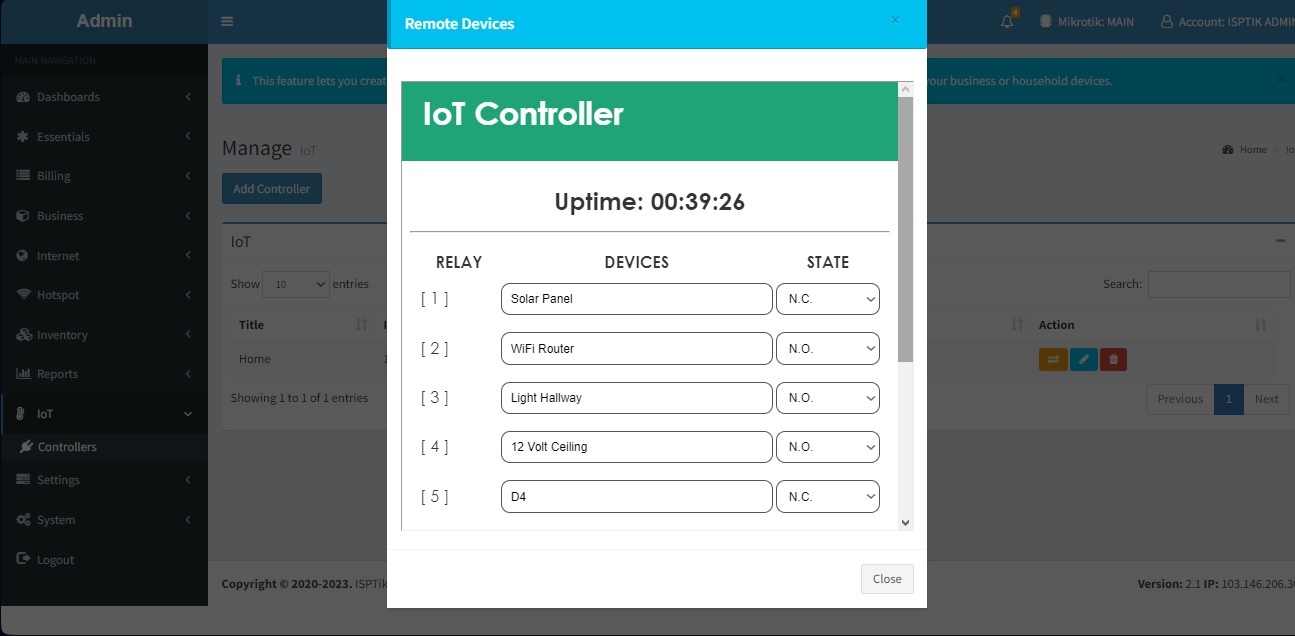 Admin
Remote Devices
×
4
Mikrotik: MAIN
Account: ISPTIK ADMIN
MAIN NAVIGATION
Dashboards
Essentials
Billing
Business
Internet
Hotspot
Inventory
Reports
IoT
Controllers
Settings
System
Logout
This feature lets you creat
your business or household devices.
Manage IoT
Home >
Add Controller
IoT
Show 10 entries
Search:
Title
Action
Home
Showing 1 to 1 of 1 entries
Previous 1 Next
IoT Controller
Uptime: 00:39:26
RELAY DEVICES STATE
[ 1 ] Solar Panel N.C.
[ 2 ] WiFi Router N.O.
[ 3 ] Light Hallway N.O.
[ 4 ] 12 Volt Ceiling N.O.
[ 5 ] D4 N.C.
Close
Copyright © 2020-2023. ISPTik
Version: 2.1 IP: 103.146.206.3